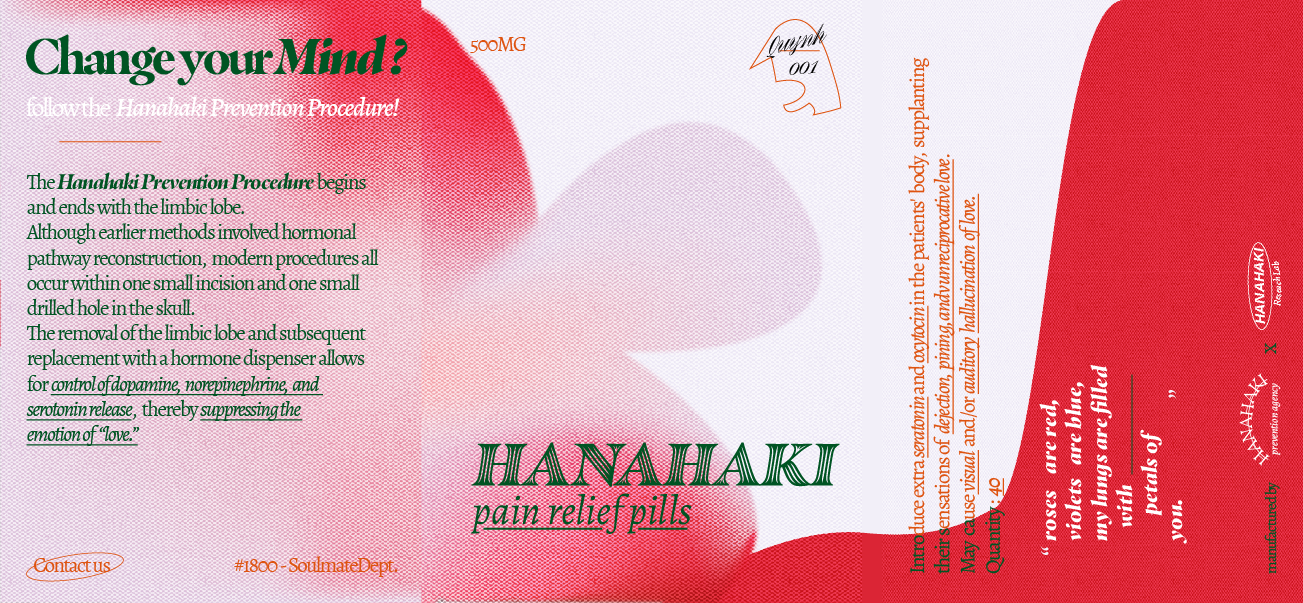 Change your Mind ?
follow the Hanahaki Prevention Procedure!
The Hanahaki Prevention Procedure begins
and ends with the limbic lobe.
Although earlier methods involved hormonal
pathway reconstruction, modern procedures all
occur within one small incision and one small
drilled hole in the skull.
The removal of the limbic lobe and subsequent
replacement with a hormone dispenser allows
for control of dopamine, norepinephrine, and
serotonin release, thereby suppressing the
emotion of “love.”
Contact us
#1800 - SoulmateDept.
500MG
Quỳnh
001
HANAHAKI
pain relief pills
Introduce extra seratonin and oxytocin in the patients' body, supplanting
their sensations of dejection, pining, and vunreciprocative love.
May cause visual and/or auditory hallucination of love.
Quantity: 40
“ roses are red,
violets are blue,
my lungs are filled
with
petals of ”
you.
manufactured by
HANAHAKI
prevention agency
X
HANAHAKI
Reseach Lab